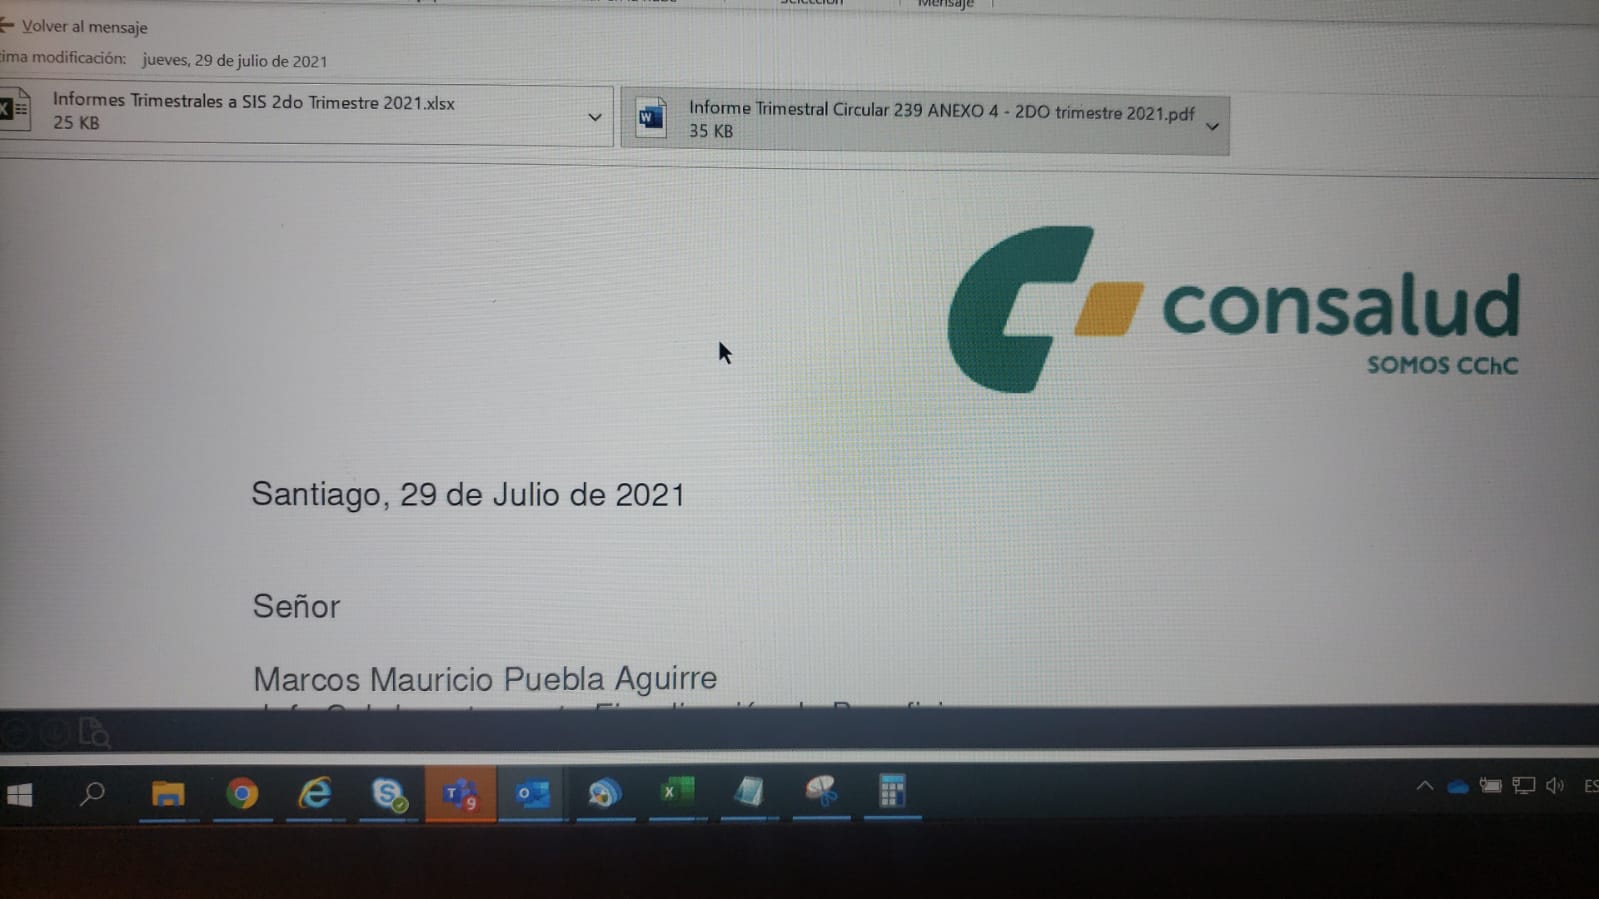 Mensaje
Volver al mensaje
ima modificación: jueves, 29 de julio de 2021
Informes Trimestrales a SIS 2do Trimestre 2021.xlsx
25 KB
Informe Trimestral Circular 239 ANEXO 4 - 2DO trimestre 2021.pdf
35 KB
consalud
SOMOS CChC
Santiago, 29 de Julio de 2021
Señor
Marcos Mauricio Puebla Aguirre
9
ES